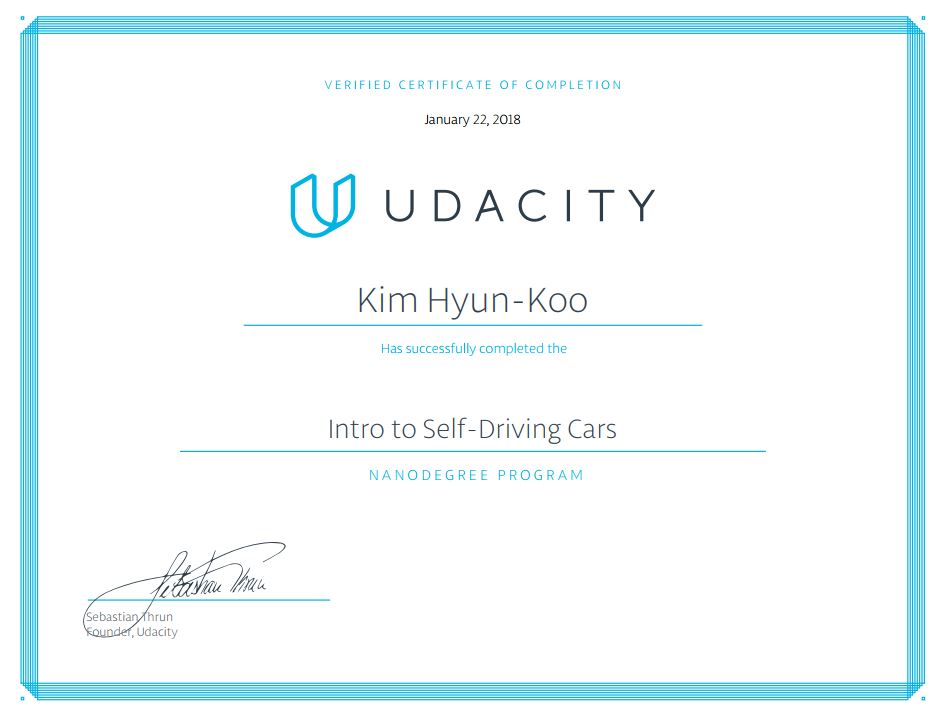 VERIFIED CERTIFICATE OF COMPLETION
January 22, 2018
UDACITY
Kim Hyun-Koo
Has successfully completed the
Intro to Self-Driving Cars
NANODEGREE PROGRAM
Sebastian Thrun
Sebastian Thrun
Founder, Udacity